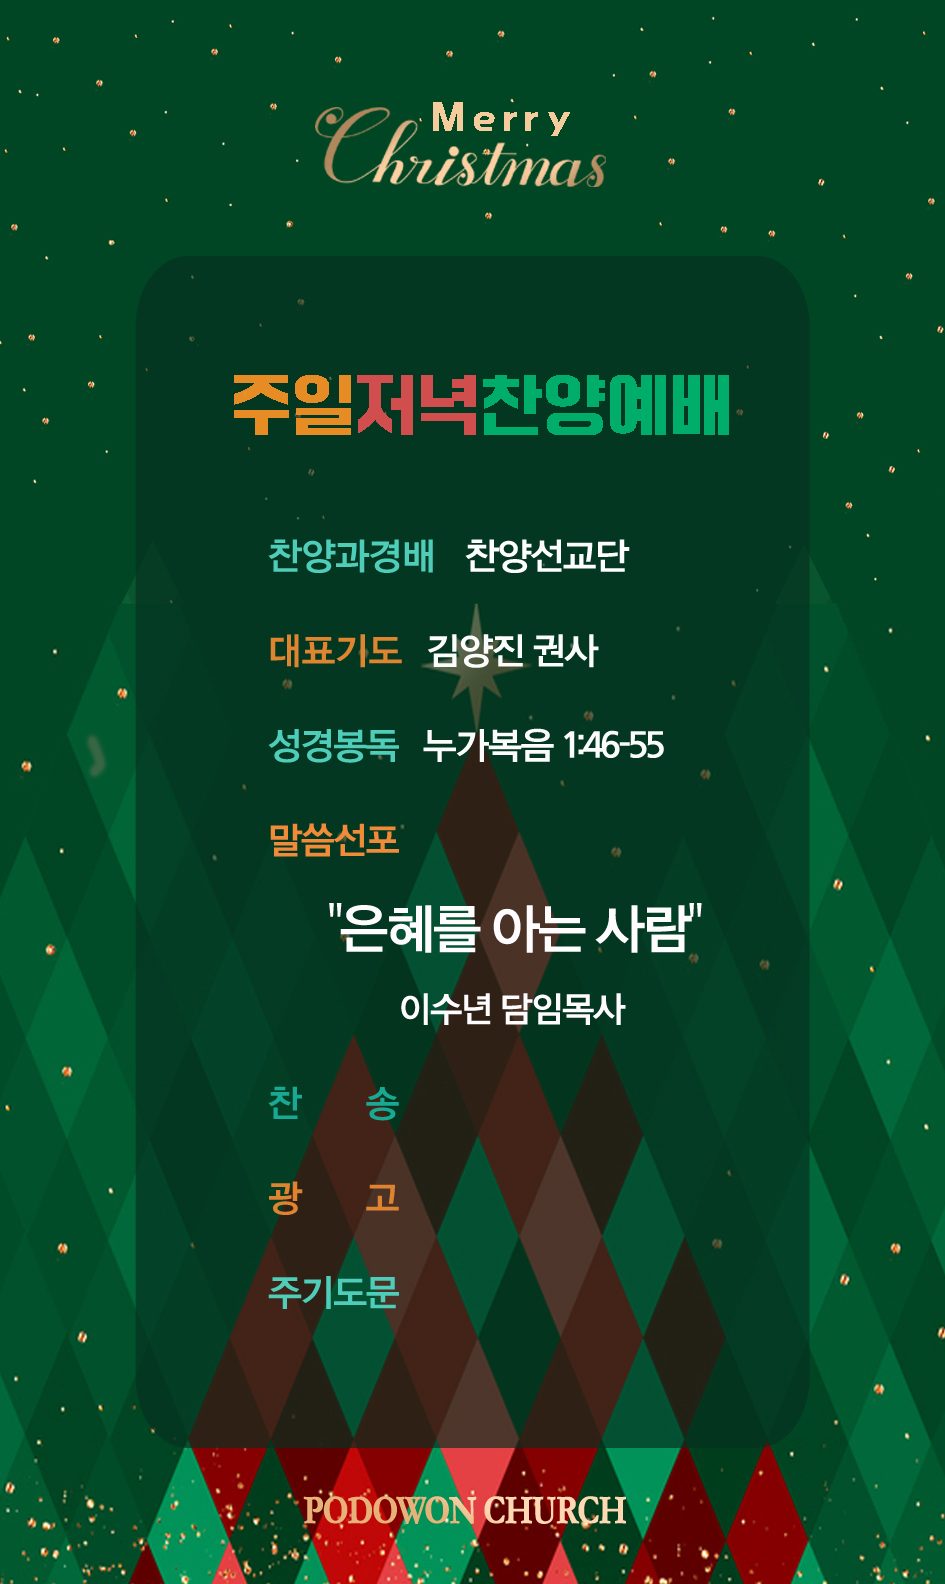 Merry
Christmas
주일저녁찬양예배
찬양과경배 찬양선교단
대표기도 김양진 권사
성경봉독 누가복음 1:46-55
말씀선포
"은혜를 아는 사람"
이수년 담임목사
찬 송
광 고
주기도문
PODOWON CHURCH